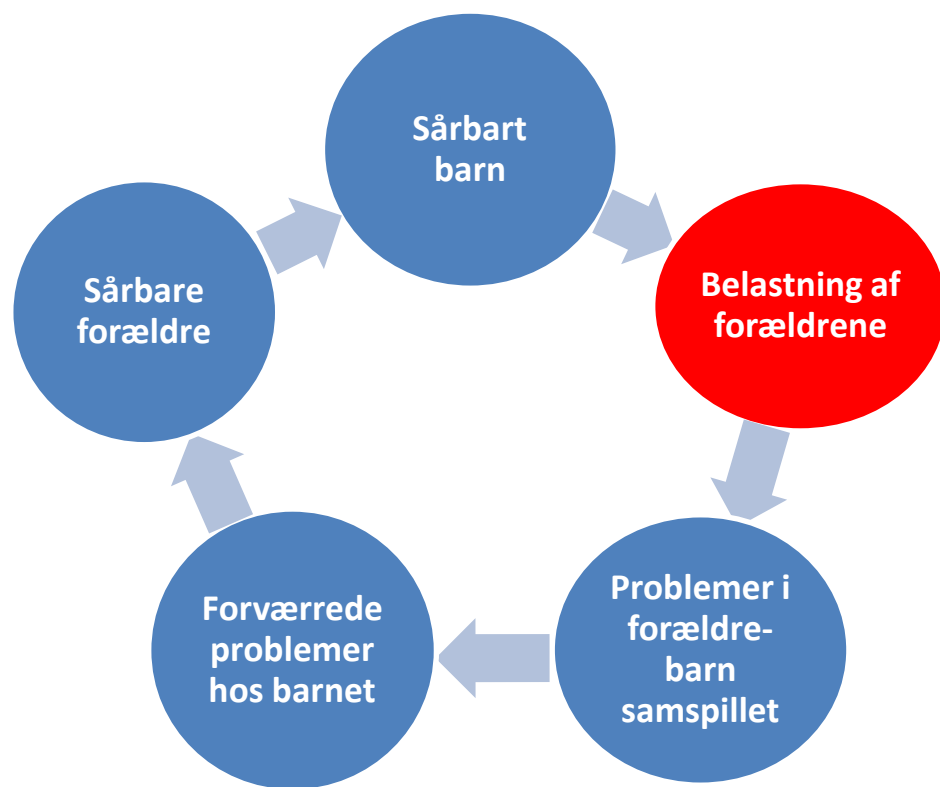 Sårbart
barn
Belastning af
forældrene
Problemer i
forældre-
barn
samspillet
Forværrede
problemer
hos barnet
Sårbare
forældre